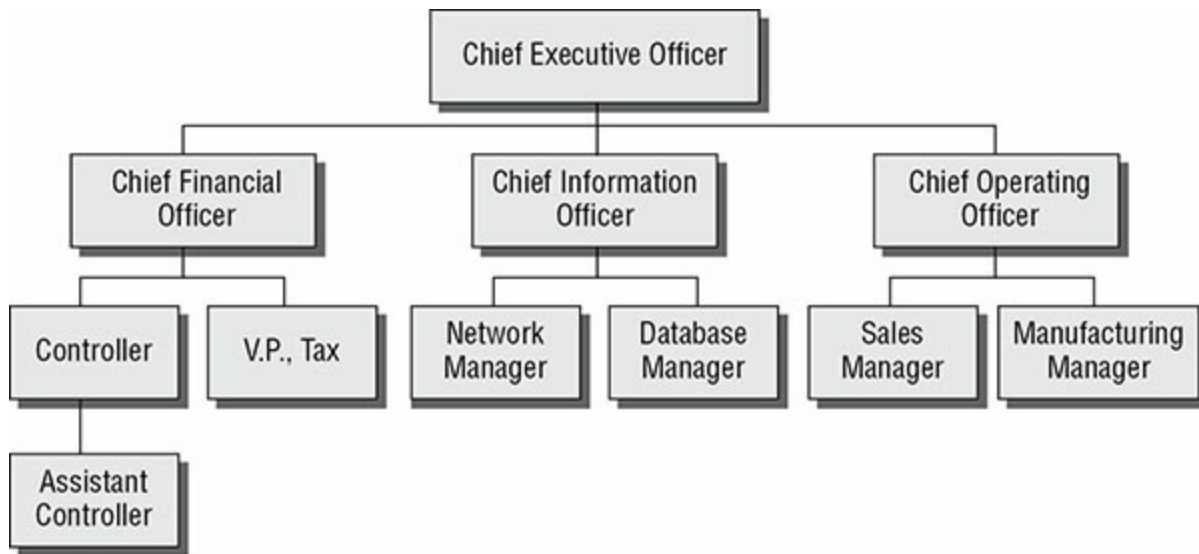 Chief Executive Officer
Chief Financial
Officer
Chief Information
Officer
Chief Operating
Officer
Controller
V.P., Tax
Network
Manager
Database
Manager
Sales
Manager
Manufacturing
Manager
Assistant
Controller